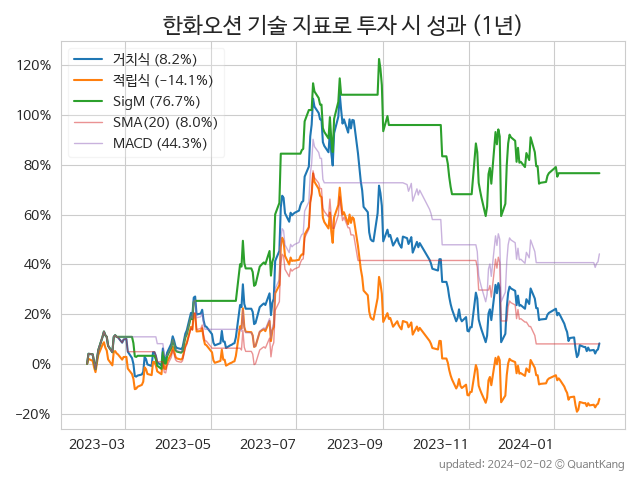 한화오션 기술 지표로 투자 시 성과 (1년)
거치식 (8.2%)
적립식 (-14.1%)
SigM (76.7%)
SMA(20) (8.0%)
MACD (44.3%)
120%
100%
80%
60%
40%
20%
0%
-20%
2023-03 2023-05 2023-07 2023-09 2023-11 2024-01
updated: 2024-02-02 © QuantKang